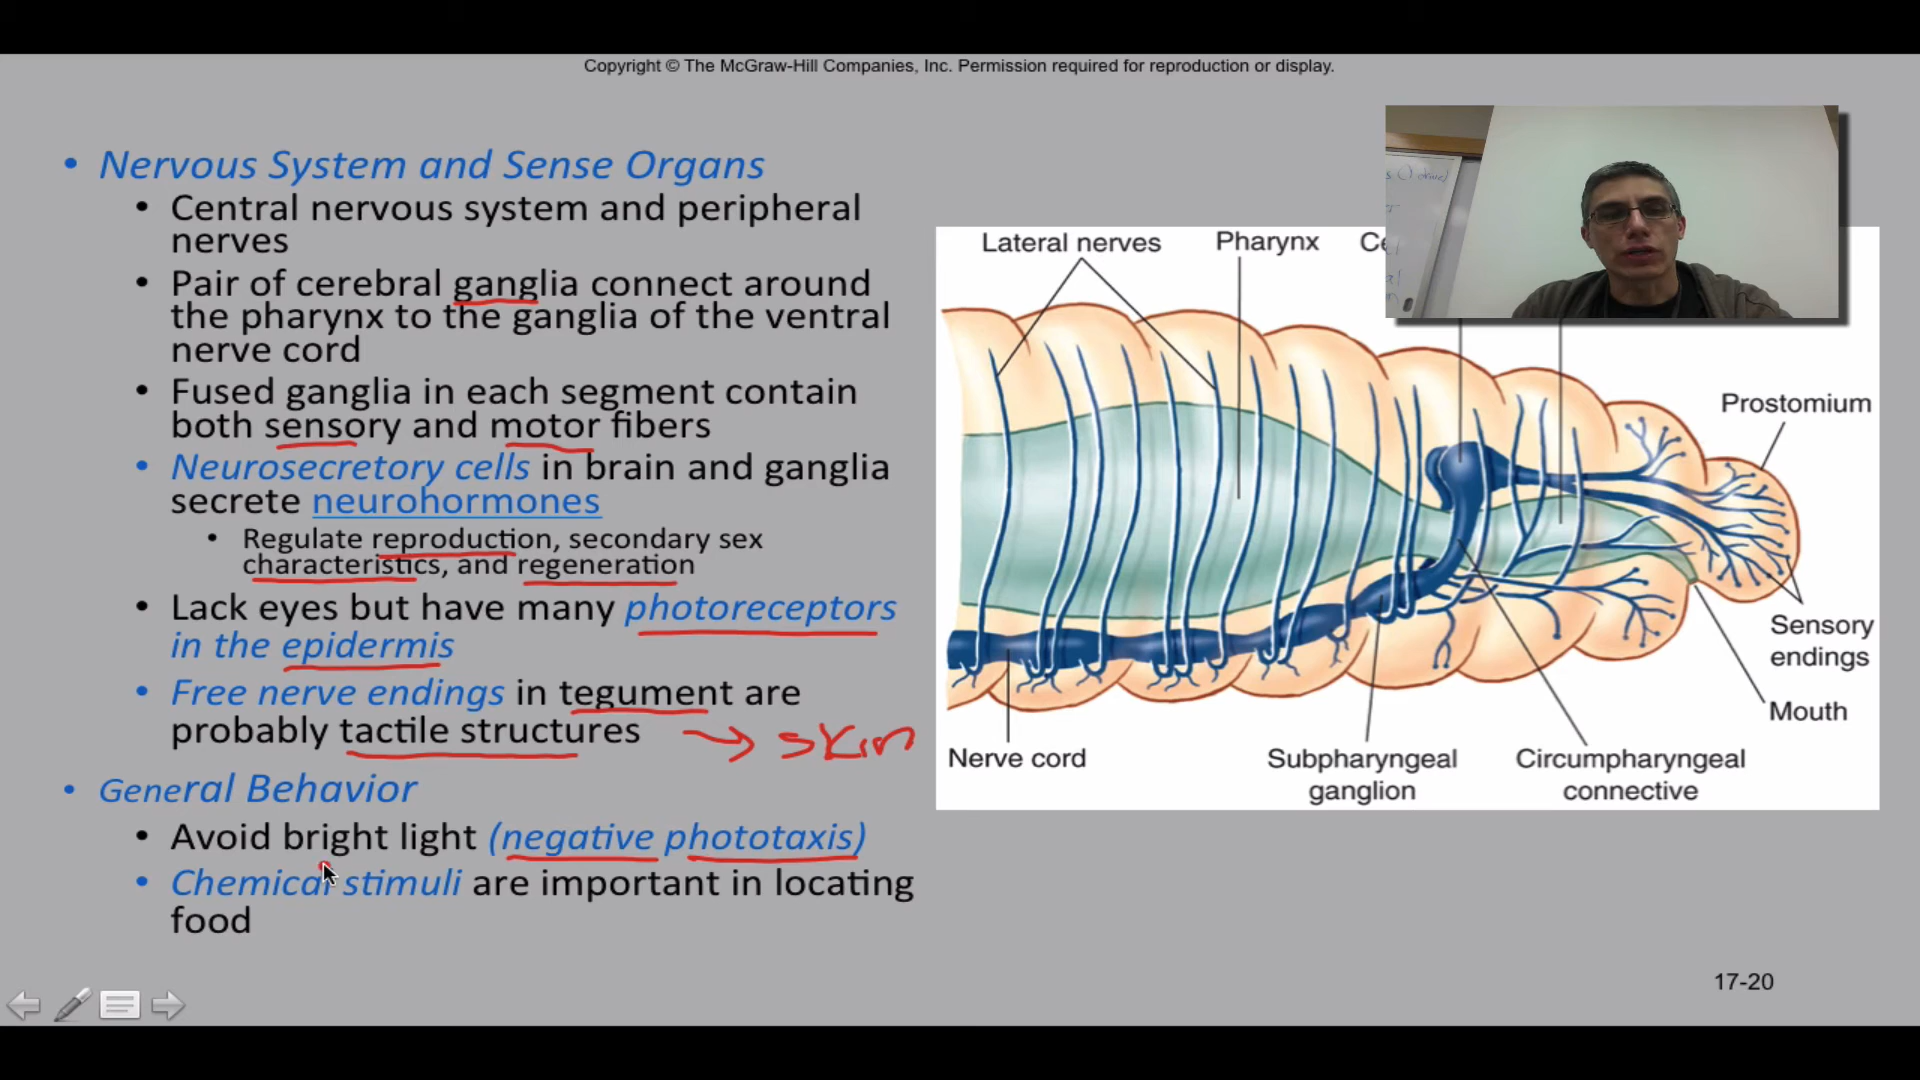 Copyright © The McGraw-Hill Companies, Inc. Permission required for reproduction or display.
• Nervous System and Sense Organs
• Central nervous system and peripheral
nerves
• Pair of cerebral ganglia connect around
the pharynx to the ganglia of the ventral
nerve cord
• Fused ganglia in each segment contain
both sensory and motor fibers
• Neurosecretory cells in brain and ganglia
secrete neurohormones
• Regulate reproduction, secondary sex
characteristics, and regeneration
• Lack eyes but have many photoreceptors
in the epidermis
• Free nerve endings in tegument are
probably tactile structures → skin
• General Behavior
• Avoid bright light (negative phototaxis)
• Chemical stimuli are important in locating
food
Lateral nerves
Pharynx
Prostomium
Sensory
endings
Mouth
Nerve cord
Subpharyngeal
ganglion
Circumpharyngeal
connective
17-20